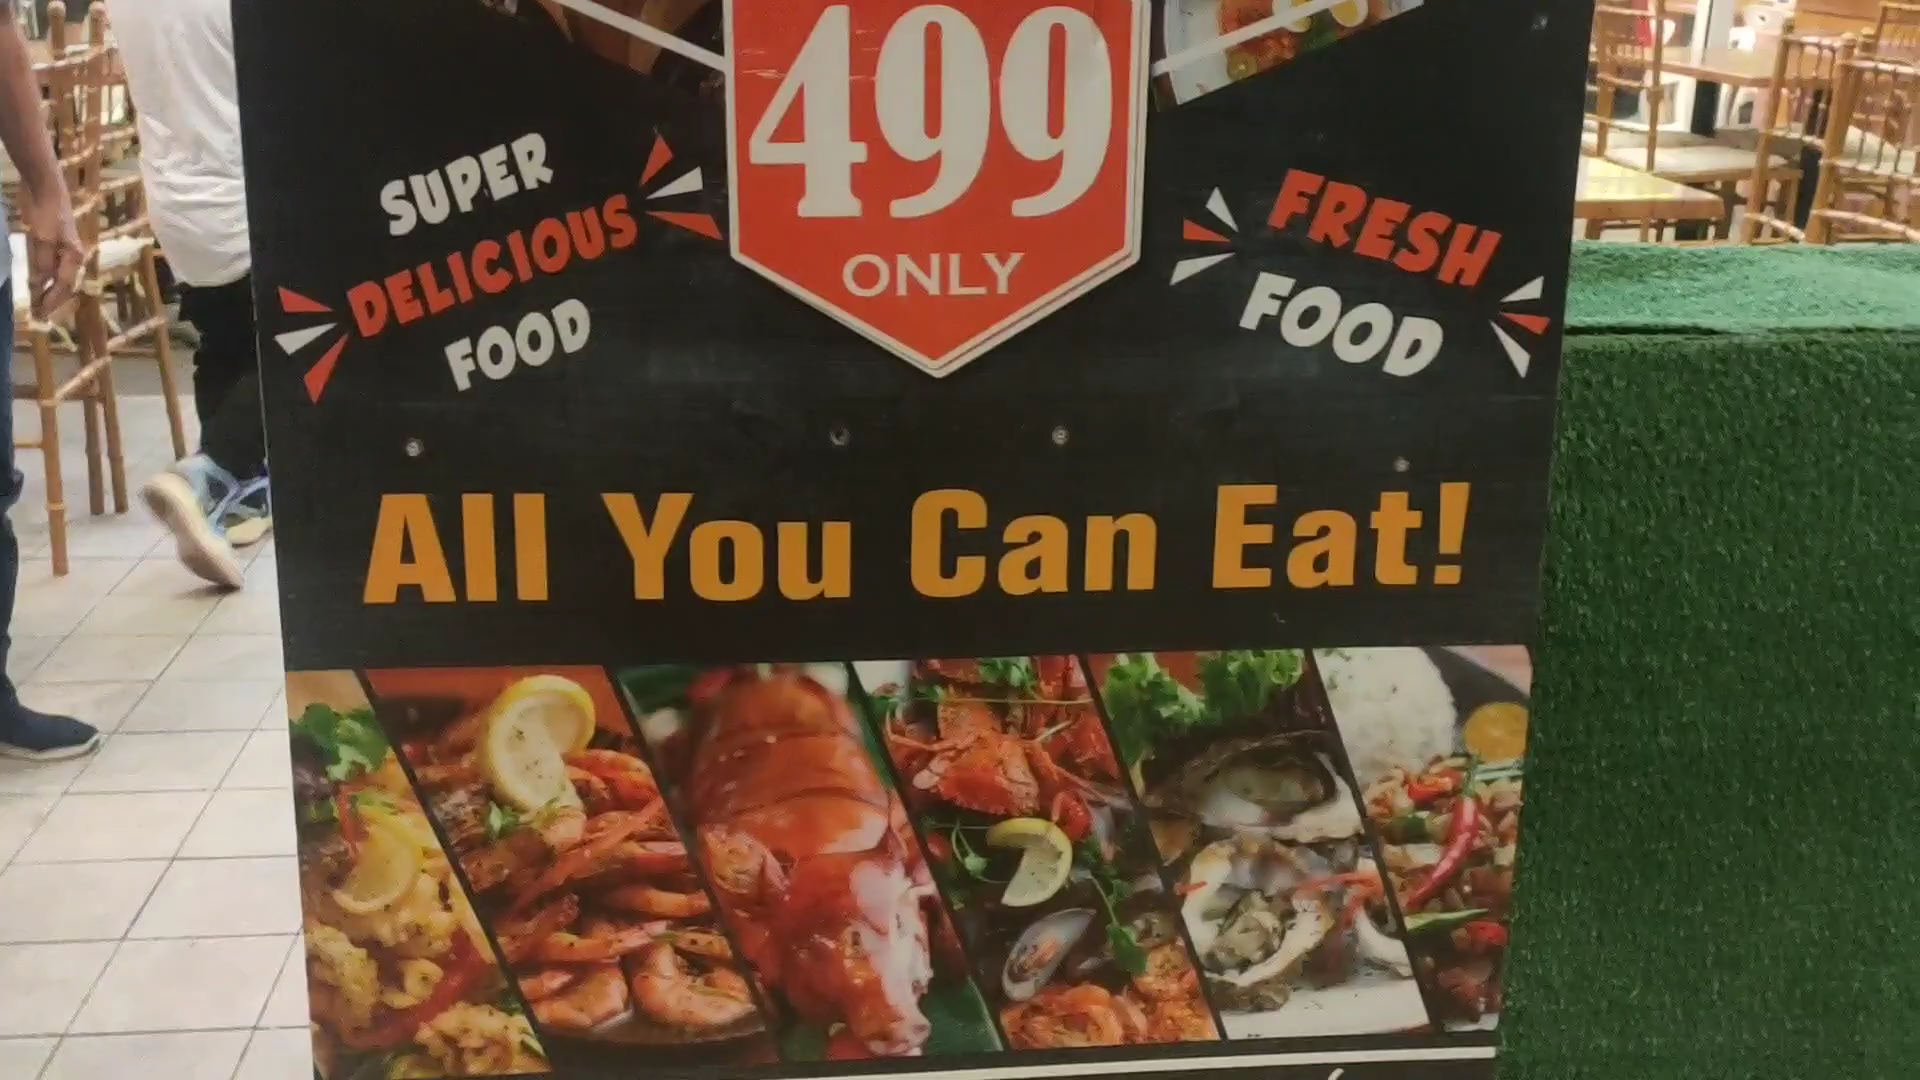 499
ONLY
SUPER
DELICIOUS
FOOD
FRESH
FOOD
All You Can Eat!